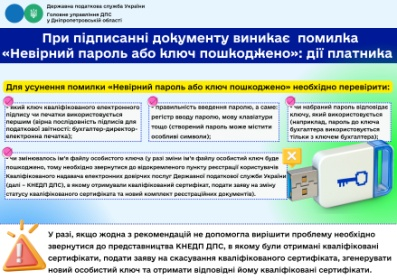 Державна податкова служба України
Головне управління ДПС
у Дніпропетровській області
При підписанні документу виникає помилка
«Невірний пароль або ключ пошкоджено»: дії платника
Для усунення помилки «Невірний пароль або ключ пошкоджено» необхідно перевірити:
який ключ кваліфікованого електронного
підпису чи печатки використовується
першим (вірна послідовність підписів для
податкової звітності: бухгалтер-директор-
електронна печатка);
правильність введення паролю, а саме:
регістр вводу паролю, мову клавіатури
тощо (створений пароль може містити
особливі символи);
чи набраний пароль відповідає
ключу, який використовується
(наприклад, пароль до ключа
бухгалтера використовується
тільки з ключем бухгалтера);
чи змінювалось ім'я файлу особистого ключа (у разі зміни ім'я файлу особистий ключ буде
пошкоджено, тому необхідно звернутися до відокремленого пункту реєстрації користувачів
Кваліфікованого надавача електронних довірчих послуг Державної податкової служби України
(далі – КНЕДП ДПС), в якому отримували кваліфікований сертифікат, подати заяву на зміну
статусу кваліфікованого сертифіката та новий комплект реєстраційних документів).
У разі, якщо жодна з рекомендацій не допомогла вирішити проблему необхідно
звернутися до представництва КНЕДП ДПС, в якому були отримані кваліфіковані
сертифікати, подати заяву на скасування кваліфікованого сертифіката, згенерувати
новий особистий ключ та отримати відповідні йому кваліфіковані сертифікати.